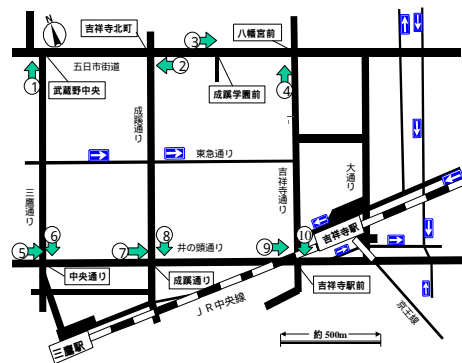 N
吉祥寺北町
③
八幡宮前
五日市街道
②
①
武蔵野中央
成蹊学園前
④
成蹊通り
東急通り
三鷹通り
吉祥寺通り
大通り
吉祥寺駅
⑤
⑥
⑦
⑧
井の頭通り
⑨
⑩
中央通り
成蹊通り
吉祥寺駅前
JR中央線
京王線
三鷹駅
約 500m